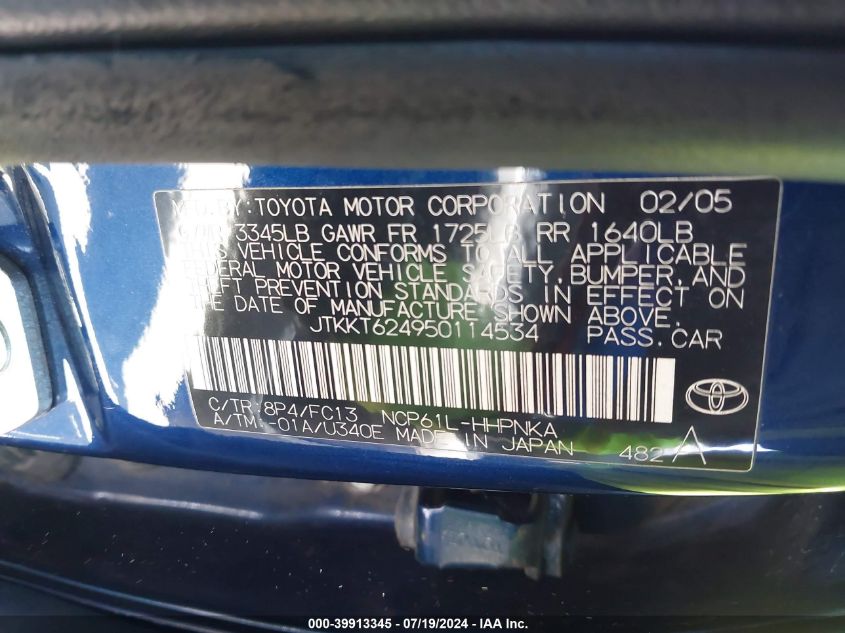 MFD.BY:TOYOTA MOTOR CORPORATION 02/05
GVWR 3345LB GAWR FR 1725LB RR 1640LB
THIS VEHICLE CONFORMS TO ALL APPLICABLE
FEDERAL MOTOR VEHICLE SAFETY, BUMPER, AND
THEFT PREVENTION STANDARDS IN EFFECT ON
THE DATE OF MANUFACTURE SHOWN ABOVE.
JTKKT624950114534 PASS.CAR
C/TR: 8P4/FC13 NCP61L-HHPNKA
A/TM:-01A/U340E MADE IN JAPAN 482 A
000-39913345 / 07/19/2024 - © IAA Inc.